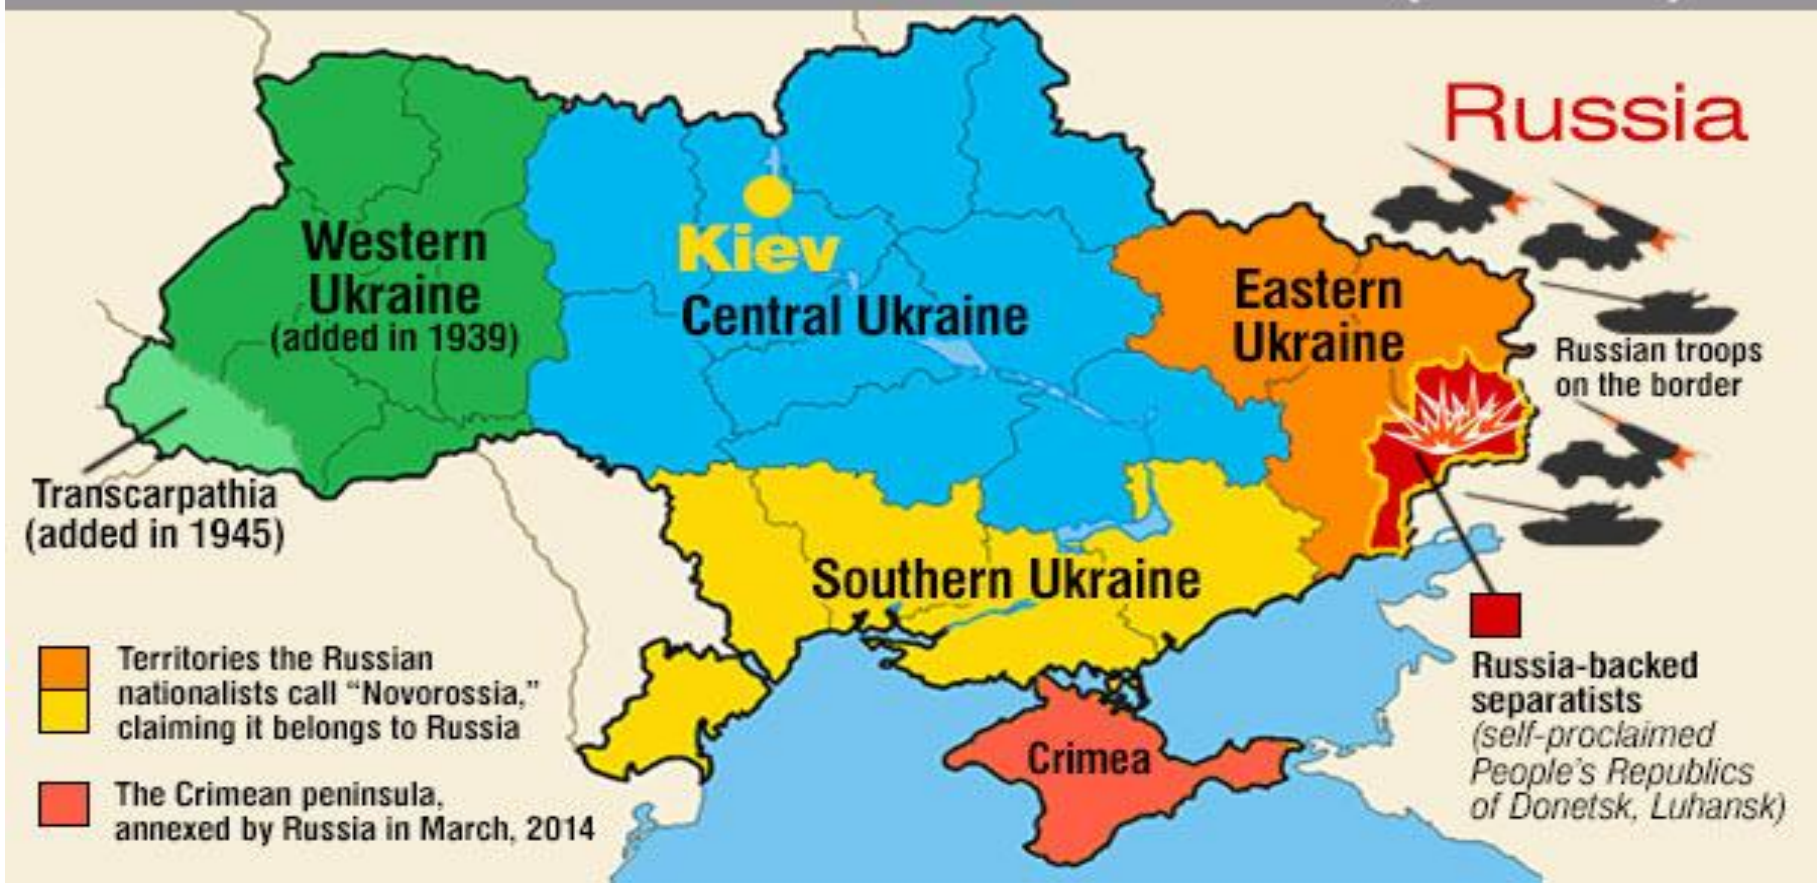 Russia
Western
Ukraine
(added in 1939)
Kiev
Central Ukraine
Eastern
Ukraine
Russian troops
on the border
Transcarpathia
(added in 1945)
Southern Ukraine
Territories the Russian
nationalists call “Novorossia,”
claiming it belongs to Russia
Crimea
The Crimean peninsula,
annexed by Russia in March, 2014
Russia-backed
separatists
(self-proclaimed
People’s Republics
of Donetsk, Luhansk)